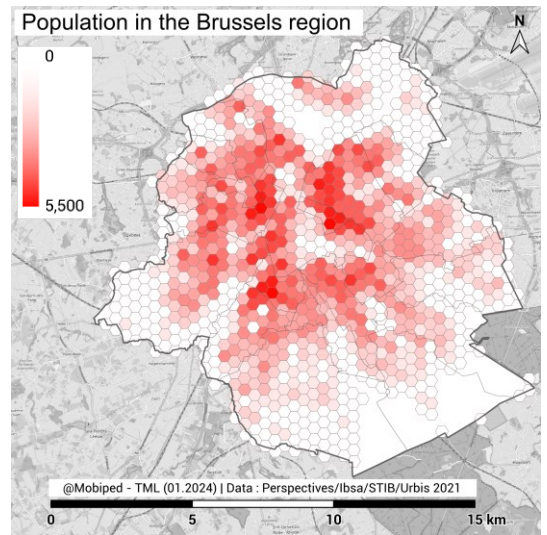 Population in the Brussels region
N
0
5,500
@Mobiped - TML (01.2024) | Data : Perspectives/Ibsa/STIB/Urbis 2021
0 5 10 15 km